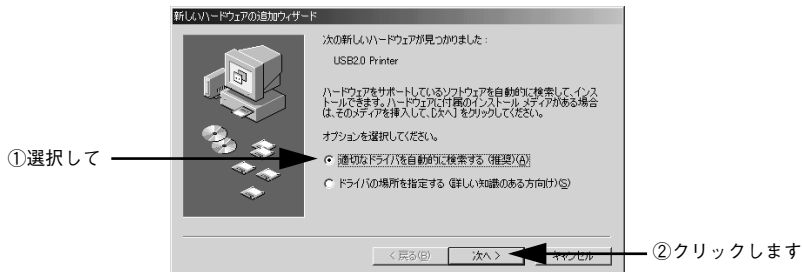 新しいハードウェアの追加ウィザード
次の新しいハードウェアが見つかりました：
USB2.0 Printer
ハードウェアをサポートしているソフトウェアを自動的に検索して、インス
トールできます。ハードウェアに付属のインストール メディアがある場合
は、そのメディアを挿入して、[次へ] をクリックしてください。
オプションを選択してください。
①選択して
適切なドライバを自動的に検索する (推奨)(A)
ドライバの場所を指定する (詳しい知識のある方向け)(S)
< 戻る(B)
次へ >
キャンセル
②クリックします